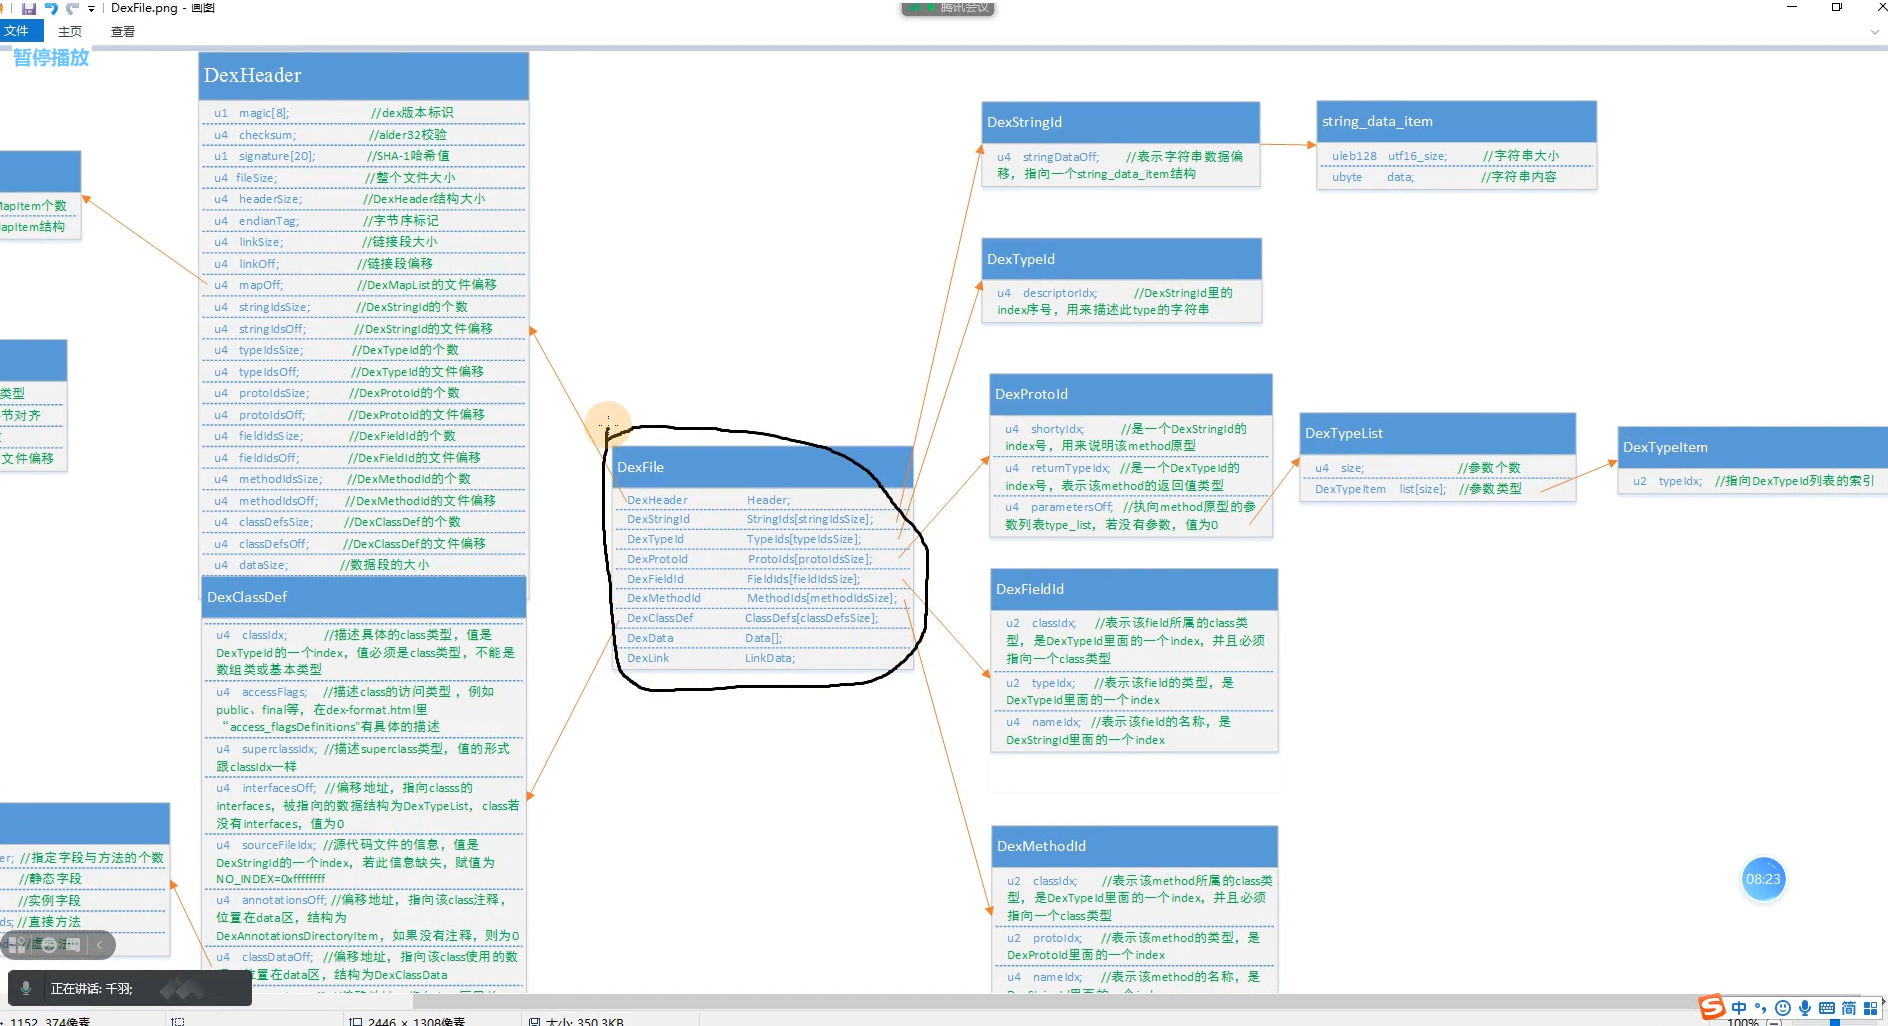 DexFile.png - 画图
腾讯会议
文件 主页 查看
暂停播放
DexHeader
u1 magic[8]; //dex版本标识
u4 checksum; //alder32校验
u1 signature[20]; //SHA-1哈希值
u4 fileSize; //整个文件大小
u4 headerSize; //DexHeader结构大小
u4 endianTag; //字节序标记
u4 linkSize; //链接段大小
u4 linkOff; //链接段偏移
u4 mapOff; //DexMapList的文件偏移
u4 stringIdsSize; //DexStringId的个数
u4 stringIdsOff; //DexStringId的文件偏移
u4 typeIdsSize; //DexTypeId的个数
u4 typeIdsOff; //DexTypeId的文件偏移
u4 protoIdsSize; //DexProtoId的个数
u4 protoIdsOff; //DexProtoId的文件偏移
u4 fieldIdsSize; //DexFieldId的个数
u4 fieldIdsOff; //DexFieldId的文件偏移
u4 methodIdsSize; //DexMethodId的个数
u4 methodIdsOff; //DexMethodId的文件偏移
u4 classDefsSize; //DexClassDef的个数
u4 classDefsOff; //DexClassDef的文件偏移
u4 dataSize; //数据段的大小
DexClassDef
u4 classIdx; //描述具体的class类型，值是
DexTypeId的一个index，值必须是class类型，不能是
数组类或基本类型
u4 accessFlags; //描述class的访问类型，例如
public、final等，在dex-format.html里
“access_flagsDefinitions"有具体的描述
u4 superclassIdx; //描述superclass类型，值的形式
跟classIdx一样
u4 interfacesOff; //偏移地址，指向classs的
interfaces，被指向的数据结构为DexTypeList，class若
没有interfaces，值为0
u4 sourceFileIdx; //源代码文件的信息，值是
DexStringId的一个index，若此信息缺失，赋值为
NO_INDEX=0xffffffff
u4 annotationsOff; //偏移地址，指向该class注释，
位置在data区，结构为
DexAnnotationsDirectoryItem，如果没有注释，则为0
u4 classDataOff; //偏移地址，指向该class使用的数
位置在data区，结构为DexClassData
MapItem个数
MapItem结构
类型
节对齐
文件偏移
er; //指定字段与方法的个数
//静态字段
//实例字段
ds; //直接方法
DexFile
DexHeader Header;
DexStringId StringIds[stringIdsSize];
DexTypeId TypeIds[typeIdsSize];
DexProtoId ProtoIds[protoIdsSize];
DexFieldId FieldIds[fieldIdsSize];
DexMethodId MethodIds[methodIdsSize];
DexClassDef ClassDefs[classDefsSize];
DexData Data[];
DexLink LinkData;
DexStringId
u4 stringDataOff; //表示字符串数据偏
移，指向一个string_data_item结构
string_data_item
uleb128 utf16_size; //字符串大小
ubyte data; //字符串内容
DexTypeId
u4 descriptorIdx; //DexStringId里的
index序号，用来描述此type的字符串
DexProtoId
u4 shortyIdx; //是一个DexStringId的
index号，用来说明该method原型
u4 returnTypeIdx; //是一个DexTypeId的
index号，表示该method的返回值类型
u4 parametersOff; //执向method原型的参
数列表type_list，若没有参数，值为0
DexTypeList
u4 size; //参数个数
DexTypeItem list[size]; //参数类型
DexTypeItem
u2 typeIdx; //指向DexTypeId列表的索引
DexFieldId
u2 classIdx; //表示该field所属的class类
型，是DexTypeId里面的一个index，并且必须
指向一个class类型
u2 typeIdx; //表示该field的类型，是
DexTypeId里面的一个index
u4 nameIdx; //表示该field的名称，是
DexStringId里面的一个index
DexMethodId
u2 classIdx; //表示该method所属的class类
型，是DexTypeId里面的一个index，并且必须
指向一个class类型
u2 protoIdx; //表示该method的类型，是
DexProtoId里面的一个index
u4 nameIdx; //表示该method的名称，是
08:23
正在讲话: 千羽;
中 简
1152, 374像素 2446 × 1308像素 大小: 350.3KB 100%